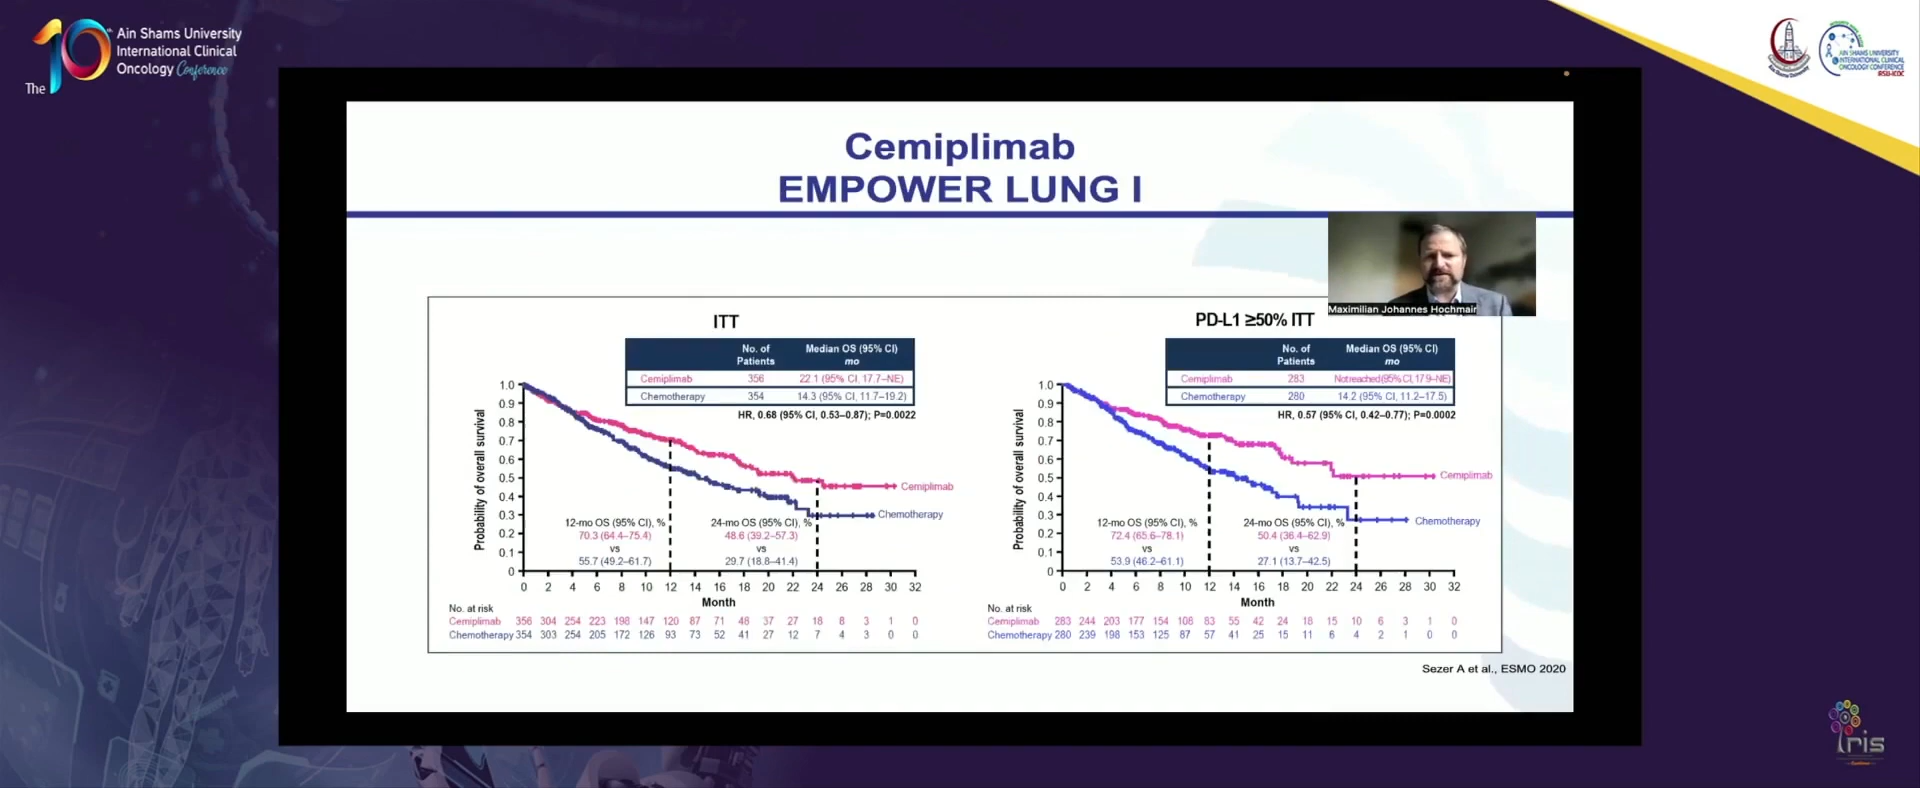 The 10th
Ain Shams University
International Clinical
Oncology Conference
Ain Shams University
AIN SHAMS UNIVERSITY
INTERNATIONAL CLINICAL
ONCOLOGY CONFERENCE
Cemiplimab
EMPOWER LUNG I
Maximilian Johannes Hochmair
ITT
No. of Patients Median OS (95% CI) mo
Cemiplimab 356 22.1 (95% CI, 17.7–NE)
Chemotherapy 354 14.3 (95% CI, 11.7–19.2)
HR, 0.68 (95% CI, 0.53–0.87); P=0.0022
Probability of overall survival
1.0
0.9
0.8
0.7
0.6
0.5
0.4
0.3
0.2
0.1
0
Cemiplimab
Chemotherapy
12-mo OS (95% CI), %
70.3 (64.4–75.4)
vs
55.7 (49.2–61.7)
24-mo OS (95% CI), %
48.6 (39.2–57.3)
vs
29.7 (18.8–41.4)
0 2 4 6 8 10 12 14 16 18 20 22 24 26 28 30 32
Month
No. at risk
Cemiplimab 356 304 254 223 198 147 120 87 71 48 37 27 18 8 3 1 0
Chemotherapy 354 303 254 205 172 126 93 73 52 41 27 12 7 4 3 0 0
PD-L1 ≥50% ITT
No. of Patients Median OS (95% CI) mo
Cemiplimab 283 Not reached (95% CI, 17.9–NE)
Chemotherapy 280 14.2 (95% CI, 11.2–17.5)
HR, 0.57 (95% CI, 0.42–0.77); P=0.0002
Probability of overall survival
1.0
0.9
0.8
0.7
0.6
0.5
0.4
0.3
0.2
0.1
0
Cemiplimab
Chemotherapy
12-mo OS (95% CI), %
72.4 (65.6–78.1)
vs
53.9 (46.2–61.1)
24-mo OS (95% CI), %
50.4 (36.4–62.9)
vs
27.1 (13.7–42.5)
0 2 4 6 8 10 12 14 16 18 20 22 24 26 28 30 32
Month
No. at risk
Cemiplimab 283 244 203 177 154 108 83 55 42 24 18 15 10 6 3 1 0
Chemotherapy 280 239 198 153 125 87 57 41 25 15 11 6 4 2 1 0 0
Sezer A et al., ESMO 2020
Iris